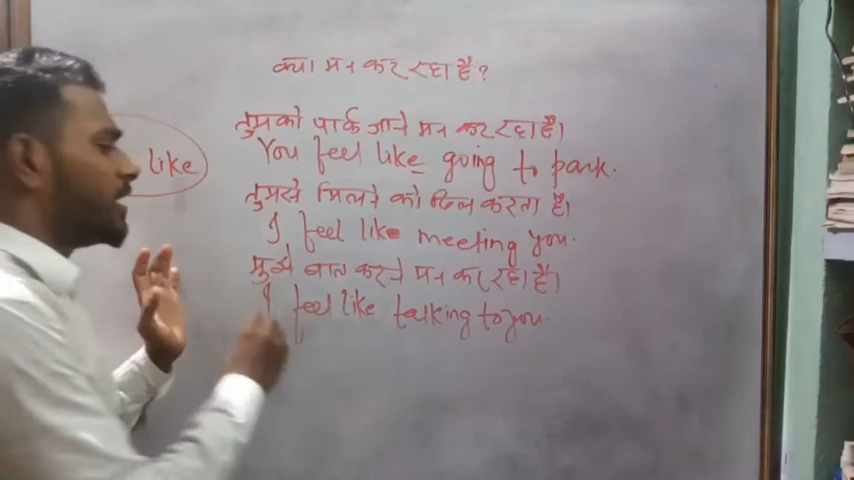 क्या मन कर रहा है?
तुमको पार्क जाने मन कर रहा है।
like
You feel like going to park.
तुमसे मिलने को दिल करता है।
I feel like meeting you.
मुझे बात करने मन कर रहा है।
I feel like talking to you.